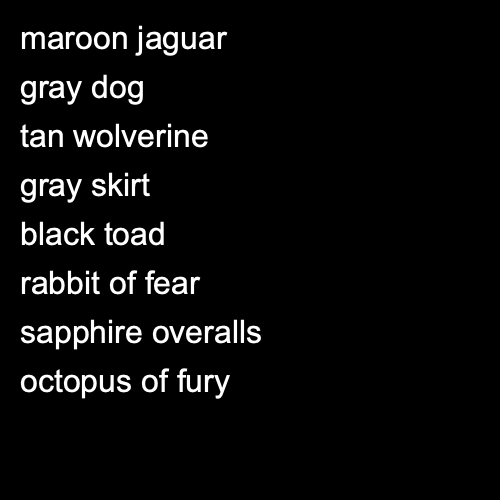 maroon jaguar
gray dog
tan wolverine
gray skirt
black toad
rabbit of fear
sapphire overalls
octopus of fury